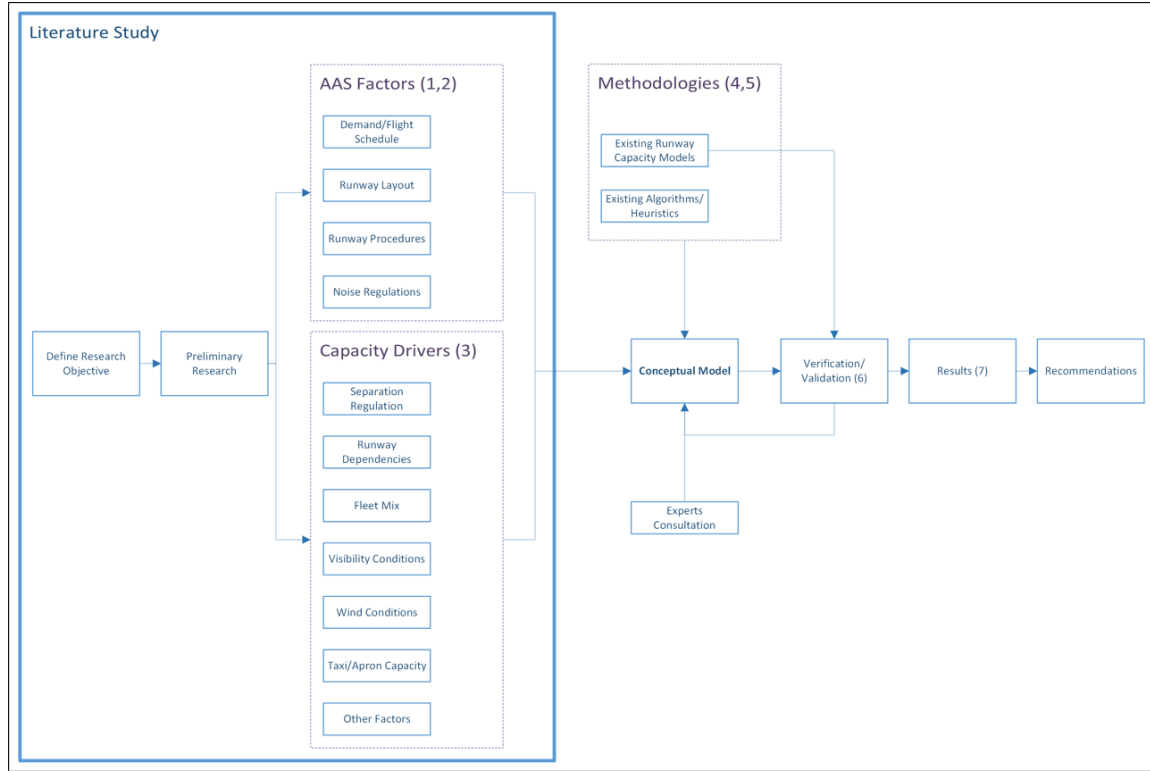 Literature Study
AAS Factors (1,2)
Demand/Flight
Schedule
Runway Layout
Runway Procedures
Noise Regulations
Define Research
Objective
Preliminary
Research
Capacity Drivers (3)
Separation
Regulation
Runway
Dependencies
Fleet Mix
Visibility Conditions
Wind Conditions
Taxi/Apron Capacity
Other Factors
Methodologies (4,5)
Existing Runway
Capacity Models
Existing Algorithms/
Heuristics
Conceptual Model
Verification/
Validation (6)
Results (7)
Recommendations
Experts
Consultation